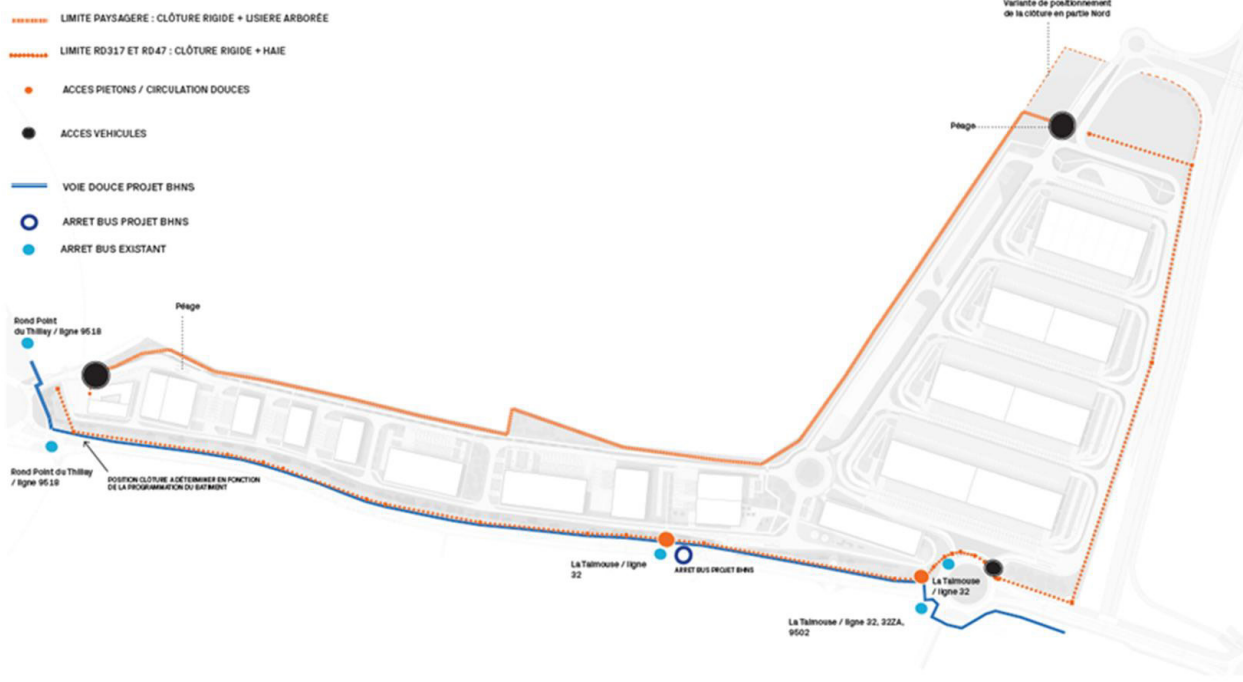 LIMITE PAYSAGERE : CLÔTURE RIGIDE + LISIERE ARBORÉE
LIMITE RD317 ET RD47 : CLÔTURE RIGIDE + HAIE
ACCES PIETONS / CIRCULATION DOUCES
ACCES VEHICULES
VOIE DOUCE PROJET BHNS
ARRET BUS PROJET BHNS
ARRET BUS EXISTANT
Variante de positionnement
de la clôture en partie Nord
Péage
Péage
Rond Point
du Thillay / ligne 9518
Rond Point du Thillay
/ ligne 9518
POSITION CLÔTURE A DÉTERMINER EN FONCTION
DE LA PROGRAMMATION DU BATIMENT
La Talmouse / ligne
32
ARRET BUS PROJET BHNS
La Talmouse
/ ligne 32
La Talmouse / ligne 32, 32ZA,
9502